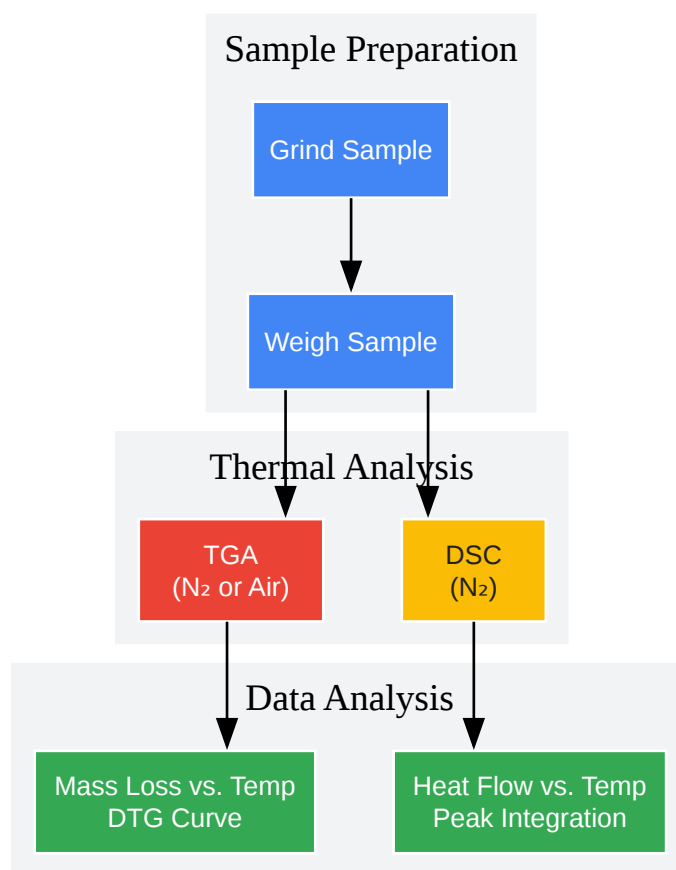 Sample Preparation
Grind Sample
Weigh Sample
Thermal Analysis
TGA
(N₂ or Air)
DSC
(N₂)
Data Analysis
Mass Loss vs. Temp
DTG Curve
Heat Flow vs. Temp
Peak Integration